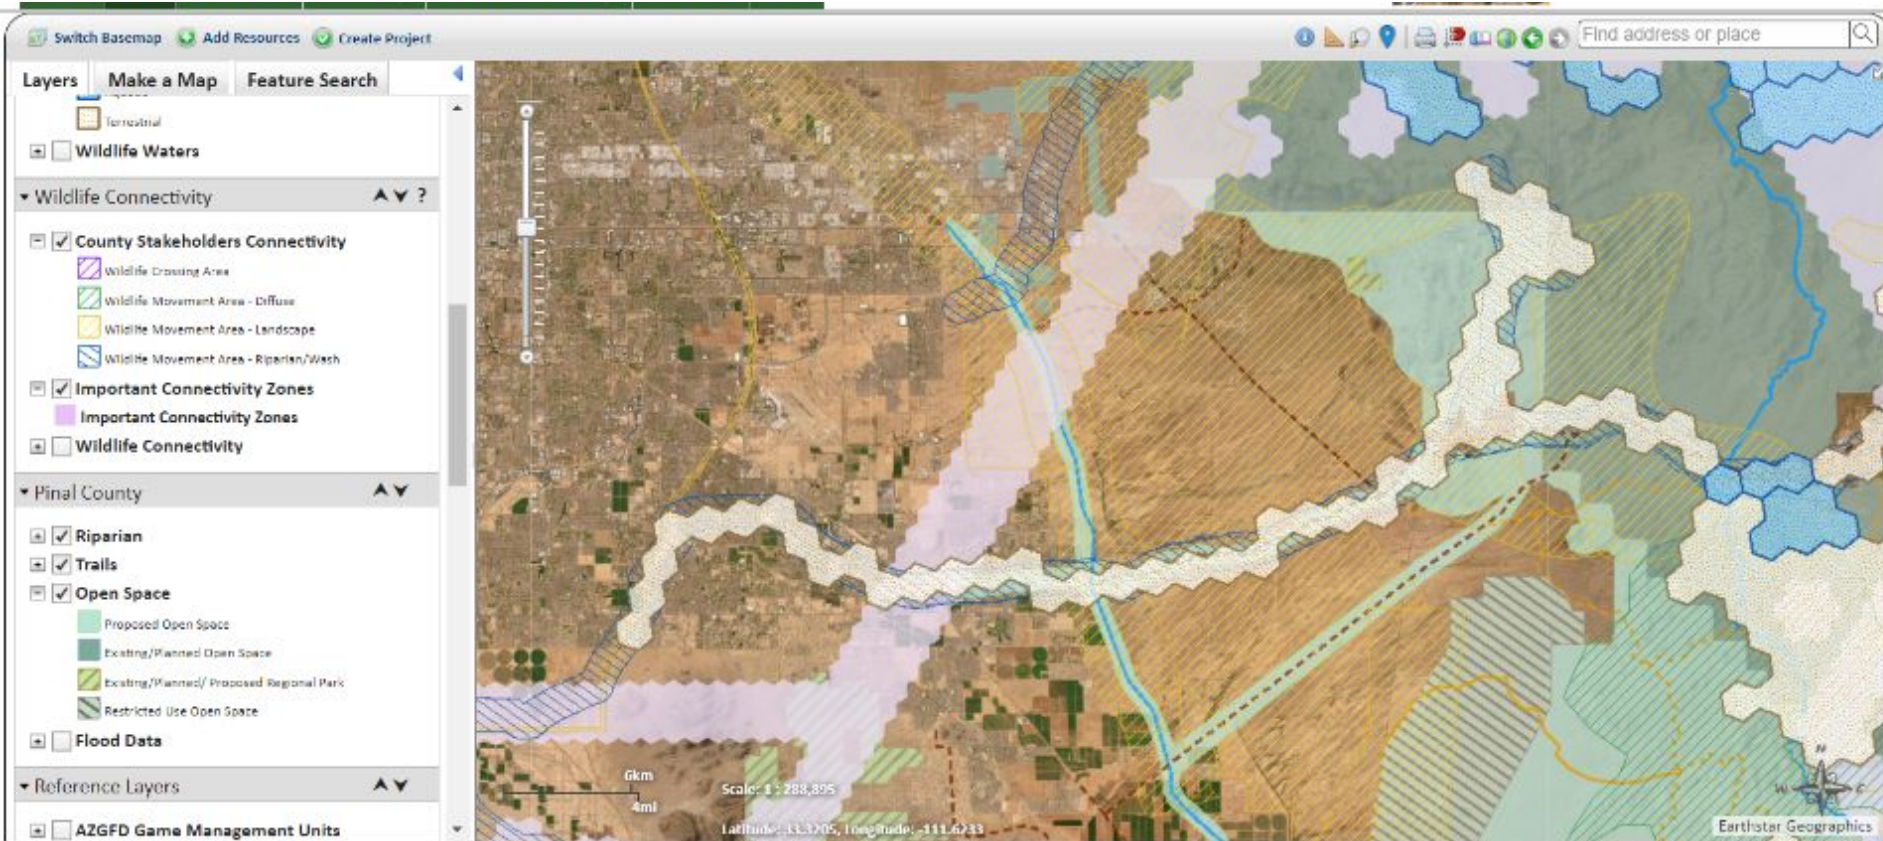 Switch Basemap Add Resources Create Project
Find address or place
Layers Make a Map Feature Search
Terrestrial
Wildlife Waters
Wildlife Connectivity ?
County Stakeholders Connectivity
Wildlife Crossing Area
Wildlife Movement Area - Diffuse
Wildlife Movement Area - Landscape
Wildlife Movement Area - Riparian/Wash
Important Connectivity Zones
Important Connectivity Zones
Wildlife Connectivity
Pinal County
Riparian
Trails
Open Space
Proposed Open Space
Existing/Planned Open Space
Existing/Planned/ Proposed Regional Park
Restricted Use Open Space
Flood Data
Reference Layers
AZGFD Game Management Units
6km
4mi
Scale: 1 : 288,895
Latitude: 33.3205, Longitude: -111.6233
N
W E
Earthstar Geographics